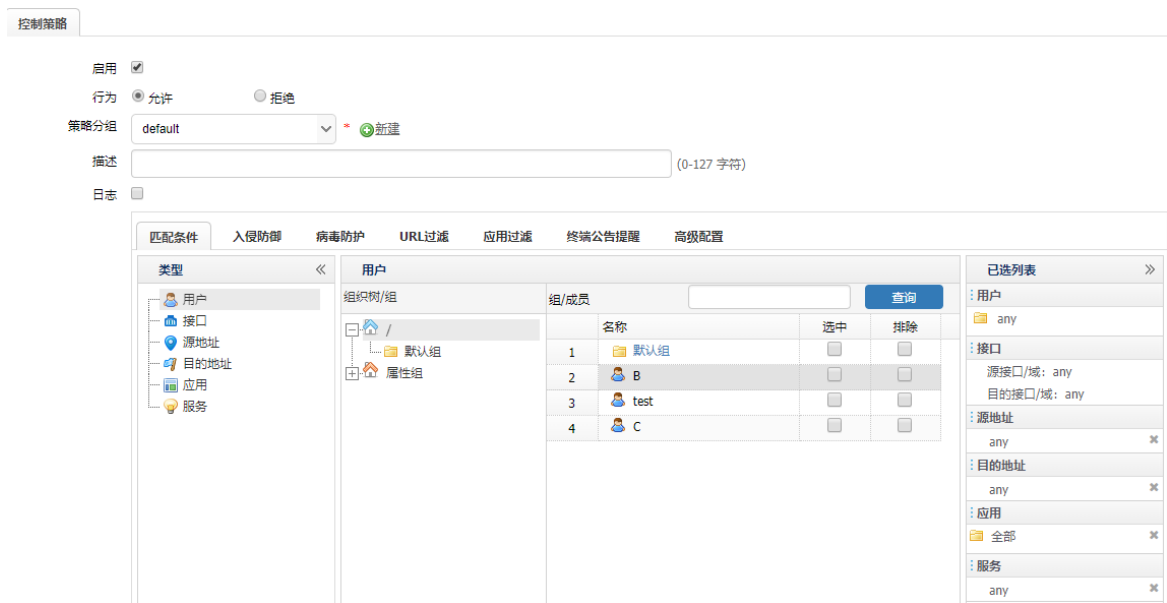 控制策略
启用
行为 允许 拒绝
策略分组 default * 新建
描述 (0-127 字符)
日志
匹配条件 入侵防御 病毒防护 URL过滤 应用过滤 终端公告提醒 高级配置
类型
用户
接口
源地址
目的地址
应用
服务
用户
组织树/组
/
默认组
属性组
组/成员 查询
名称 选中 排除
1 默认组
2 B
3 test
4 C
已选列表
用户
any
接口
源接口/域: any
目的接口/域: any
源地址
any
目的地址
any
应用
全部
服务
any